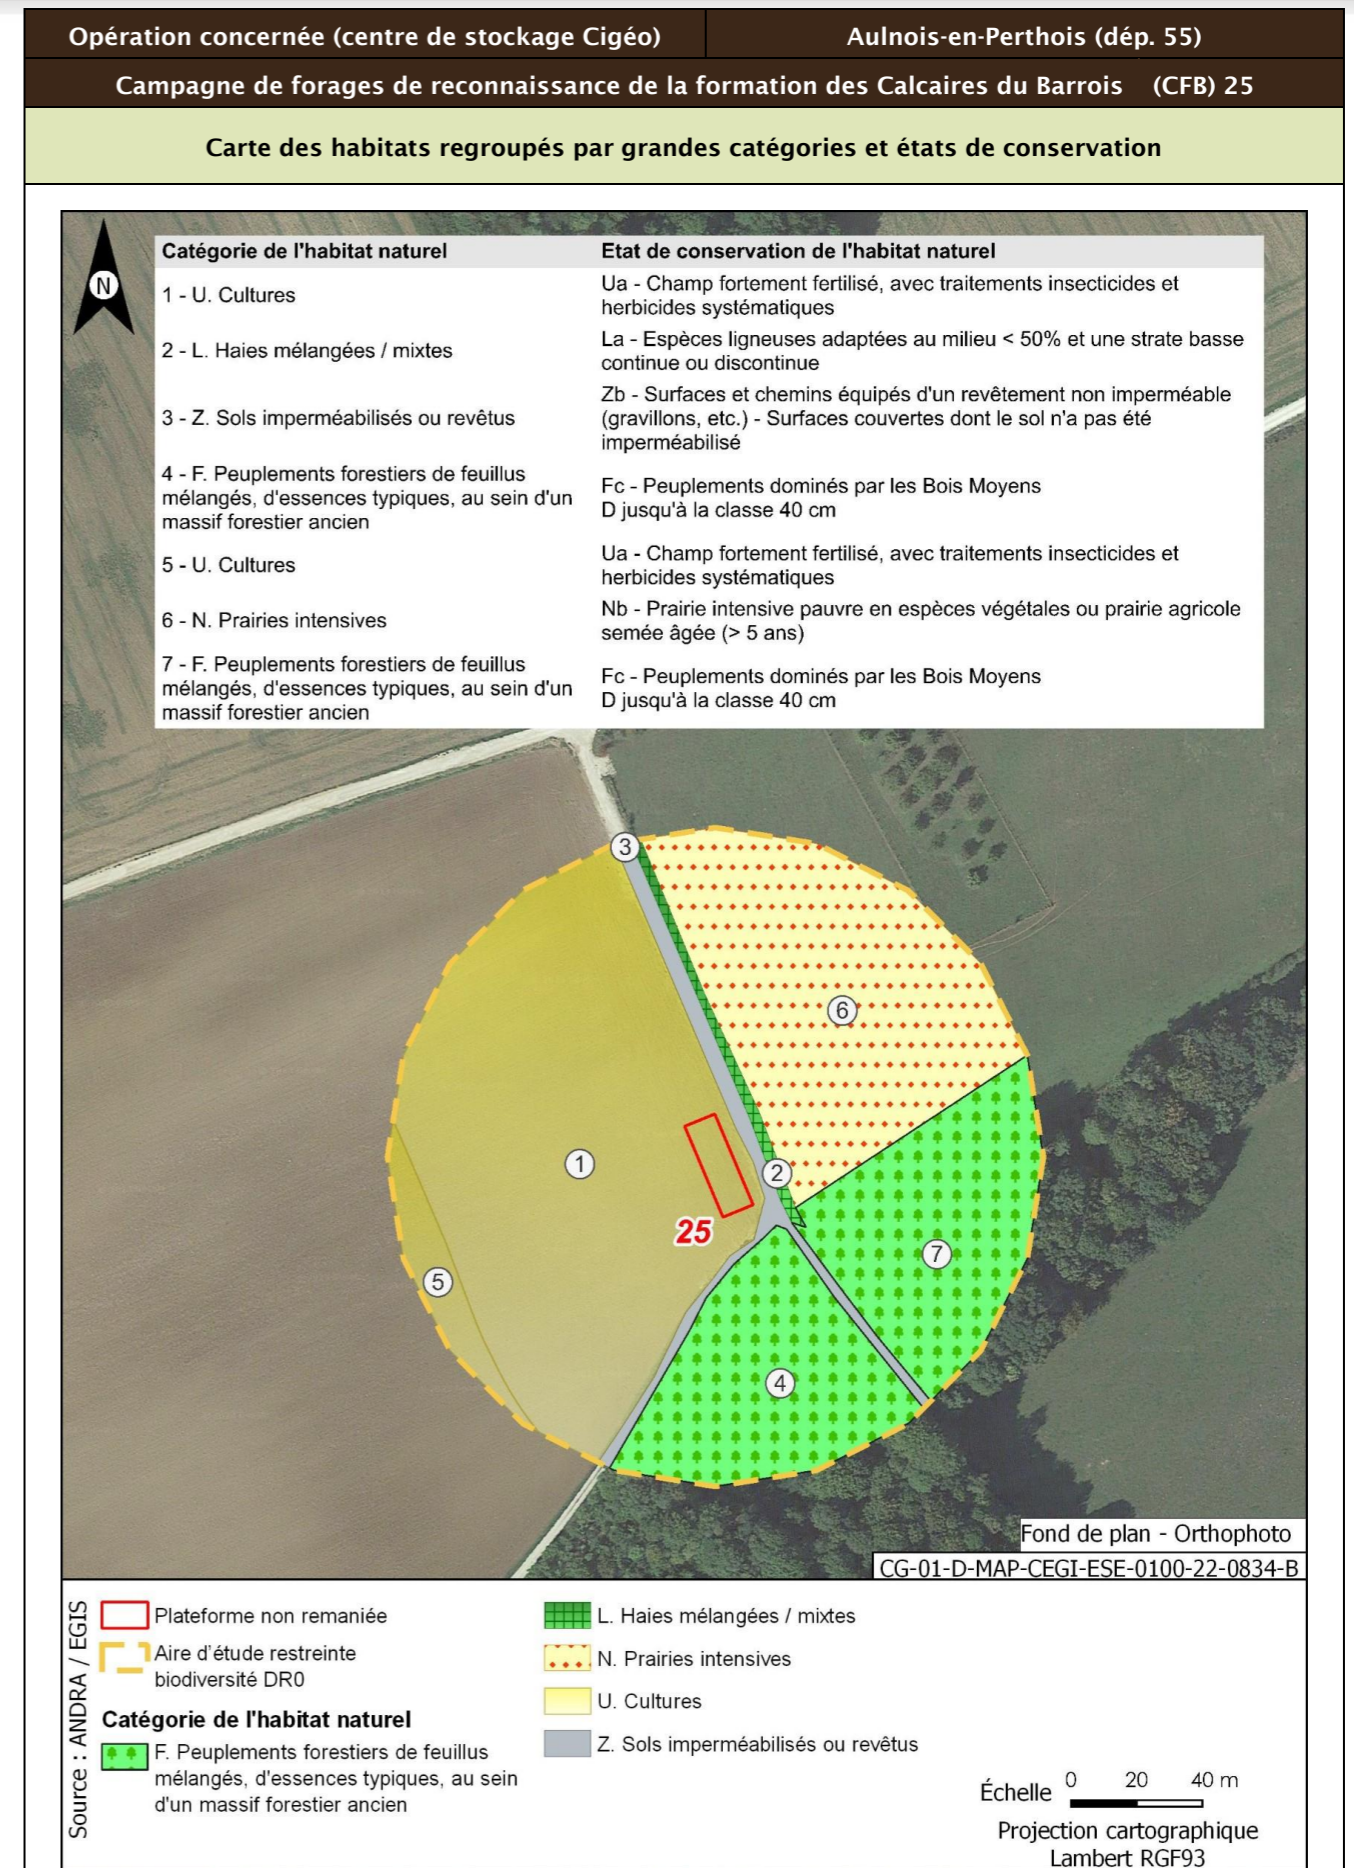 Opération concernée (centre de stockage Cigéo)
Aulnois-en-Perthois (dép. 55)
Campagne de forages de reconnaissance de la formation des Calcaires du Barrois (CFB) 25
Carte des habitats regroupés par grandes catégories et états de conservation
N
Catégorie de l'habitat naturel
Etat de conservation de l'habitat naturel
1 - U. Cultures
Ua - Champ fortement fertilisé, avec traitements insecticides et
herbicides systématiques
2 - L. Haies mélangées / mixtes
La - Espèces ligneuses adaptées au milieu < 50% et une strate basse
continue ou discontinue
3 - Z. Sols imperméabilisés ou revêtus
Zb - Surfaces et chemins équipés d'un revêtement non imperméable
(gravillons, etc.) - Surfaces couvertes dont le sol n'a pas été
imperméabilisé
4 - F. Peuplements forestiers de feuillus
mélangés, d'essences typiques, au sein d'un
massif forestier ancien
Fc - Peuplements dominés par les Bois Moyens
D jusqu'à la classe 40 cm
5 - U. Cultures
Ua - Champ fortement fertilisé, avec traitements insecticides et
herbicides systématiques
6 - N. Prairies intensives
Nb - Prairie intensive pauvre en espèces végétales ou prairie agricole
semée âgée (> 5 ans)
7 - F. Peuplements forestiers de feuillus
mélangés, d'essences typiques, au sein d'un
massif forestier ancien
Fc - Peuplements dominés par les Bois Moyens
D jusqu'à la classe 40 cm
3
6
1
2
25
7
5
4
Fond de plan - Orthophoto
CG-01-D-MAP-CEGI-ESE-0100-22-0834-B
Source : ANDRA / EGIS
Plateforme non remaniée
Aire d'étude restreinte
biodiversité DR0
Catégorie de l'habitat naturel
F. Peuplements forestiers de feuillus
mélangés, d'essences typiques, au sein
d'un massif forestier ancien
L. Haies mélangées / mixtes
N. Prairies intensives
U. Cultures
Z. Sols imperméabilisés ou revêtus
Échelle 0 20 40 m
Projection cartographique
Lambert RGF93